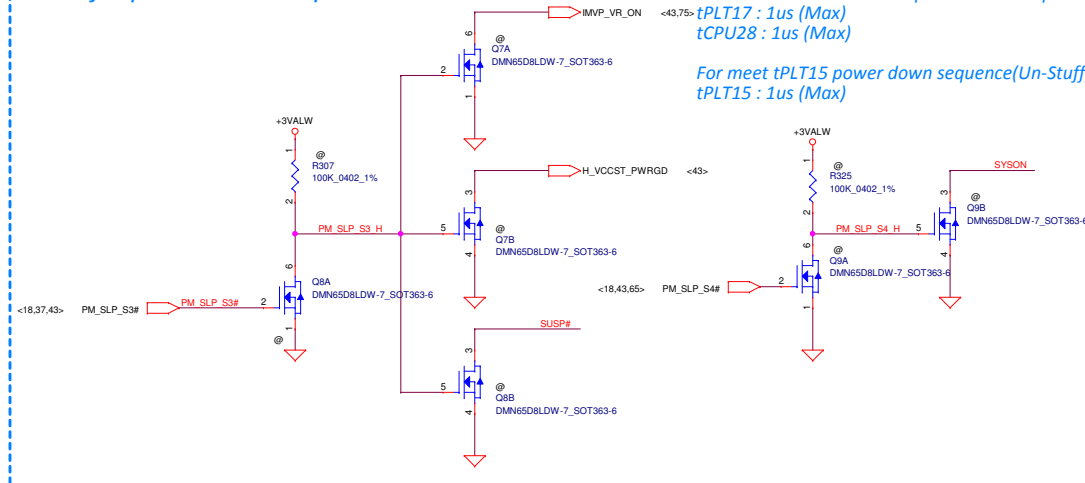 IMVP_VR_ON <43,75>
tPLT17 : 1us (Max)
tCPU28 : 1us (Max)
6
@
Q7A
DMN65D8LDW-7_SOT363-6
2
1
For meet tPLT15 power down sequence(Un-Stuff
tPLT15 : 1us (Max)
+3VALW
1
@
R307
100K_0402_1%
2
PM_SLP_S3_H
H_VCCST_PWRGD <43>
3
5
@
Q7B
DMN65D8LDW-7_SOT363-6
4
6
Q8A
DMN65D8LDW-7_SOT363-6
<18,37,43> PM_SLP_S3# PM_SLP_S3# 2
1
@
SUSP#
3
5
@
Q8B
DMN65D8LDW-7_SOT363-6
4
+3VALW
1
@
R325
100K_0402_1%
2
PM_SLP_S4_H
SYSON
3
5
@
Q9B
DMN65D8LDW-7_SOT363-6
4
6
@
Q9A
DMN65D8LDW-7_SOT363-6
<18,43,65> PM_SLP_S4# 2
1